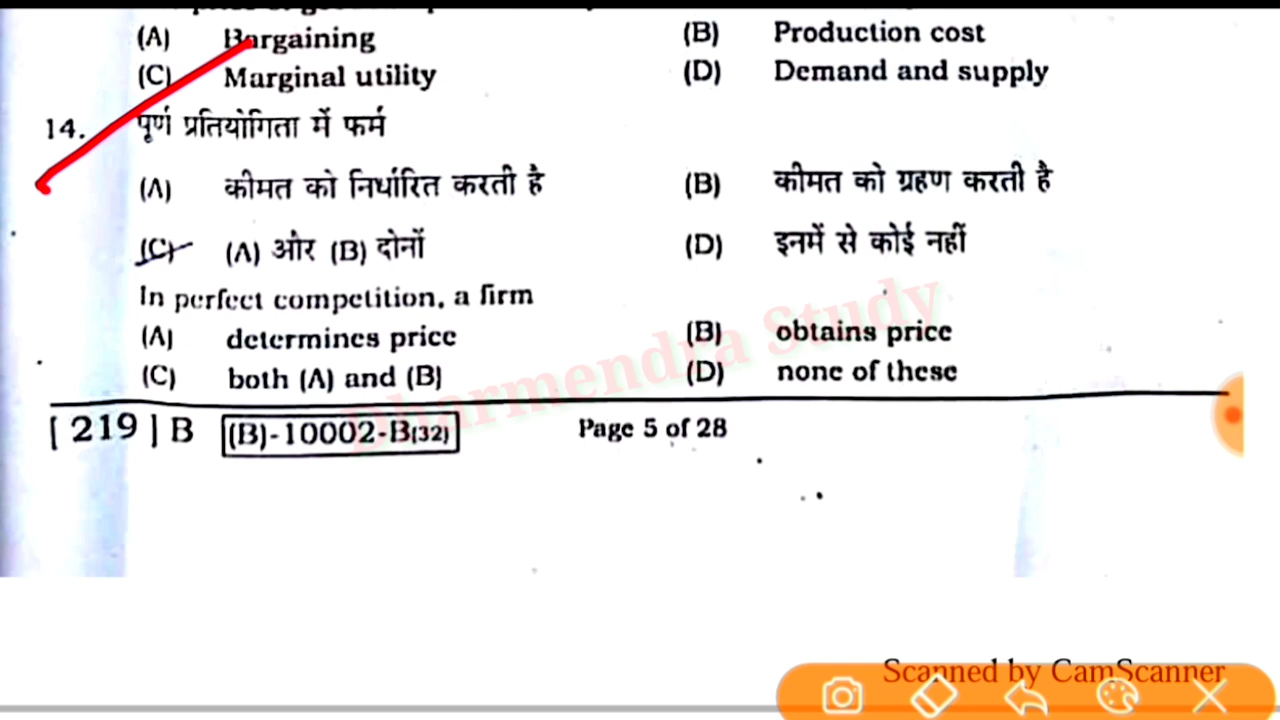 (A) Bargaining (B) Production cost
(C) Marginal utility (D) Demand and supply
14. पूर्ण प्रतियोगिता में फर्म
(A) कीमत को निर्धारित करती है (B) कीमत को ग्रहण करती है
(C) (A) और (B) दोनों (D) इनमें से कोई नहीं
In perfect competition, a firm
(A) determines price (B) obtains price
(C) both (A) and (B) (D) none of these
Dharmendra Study
[ 219 ] B (B)-10002-B(32) Page 5 of 28
Scanned by CamScanner